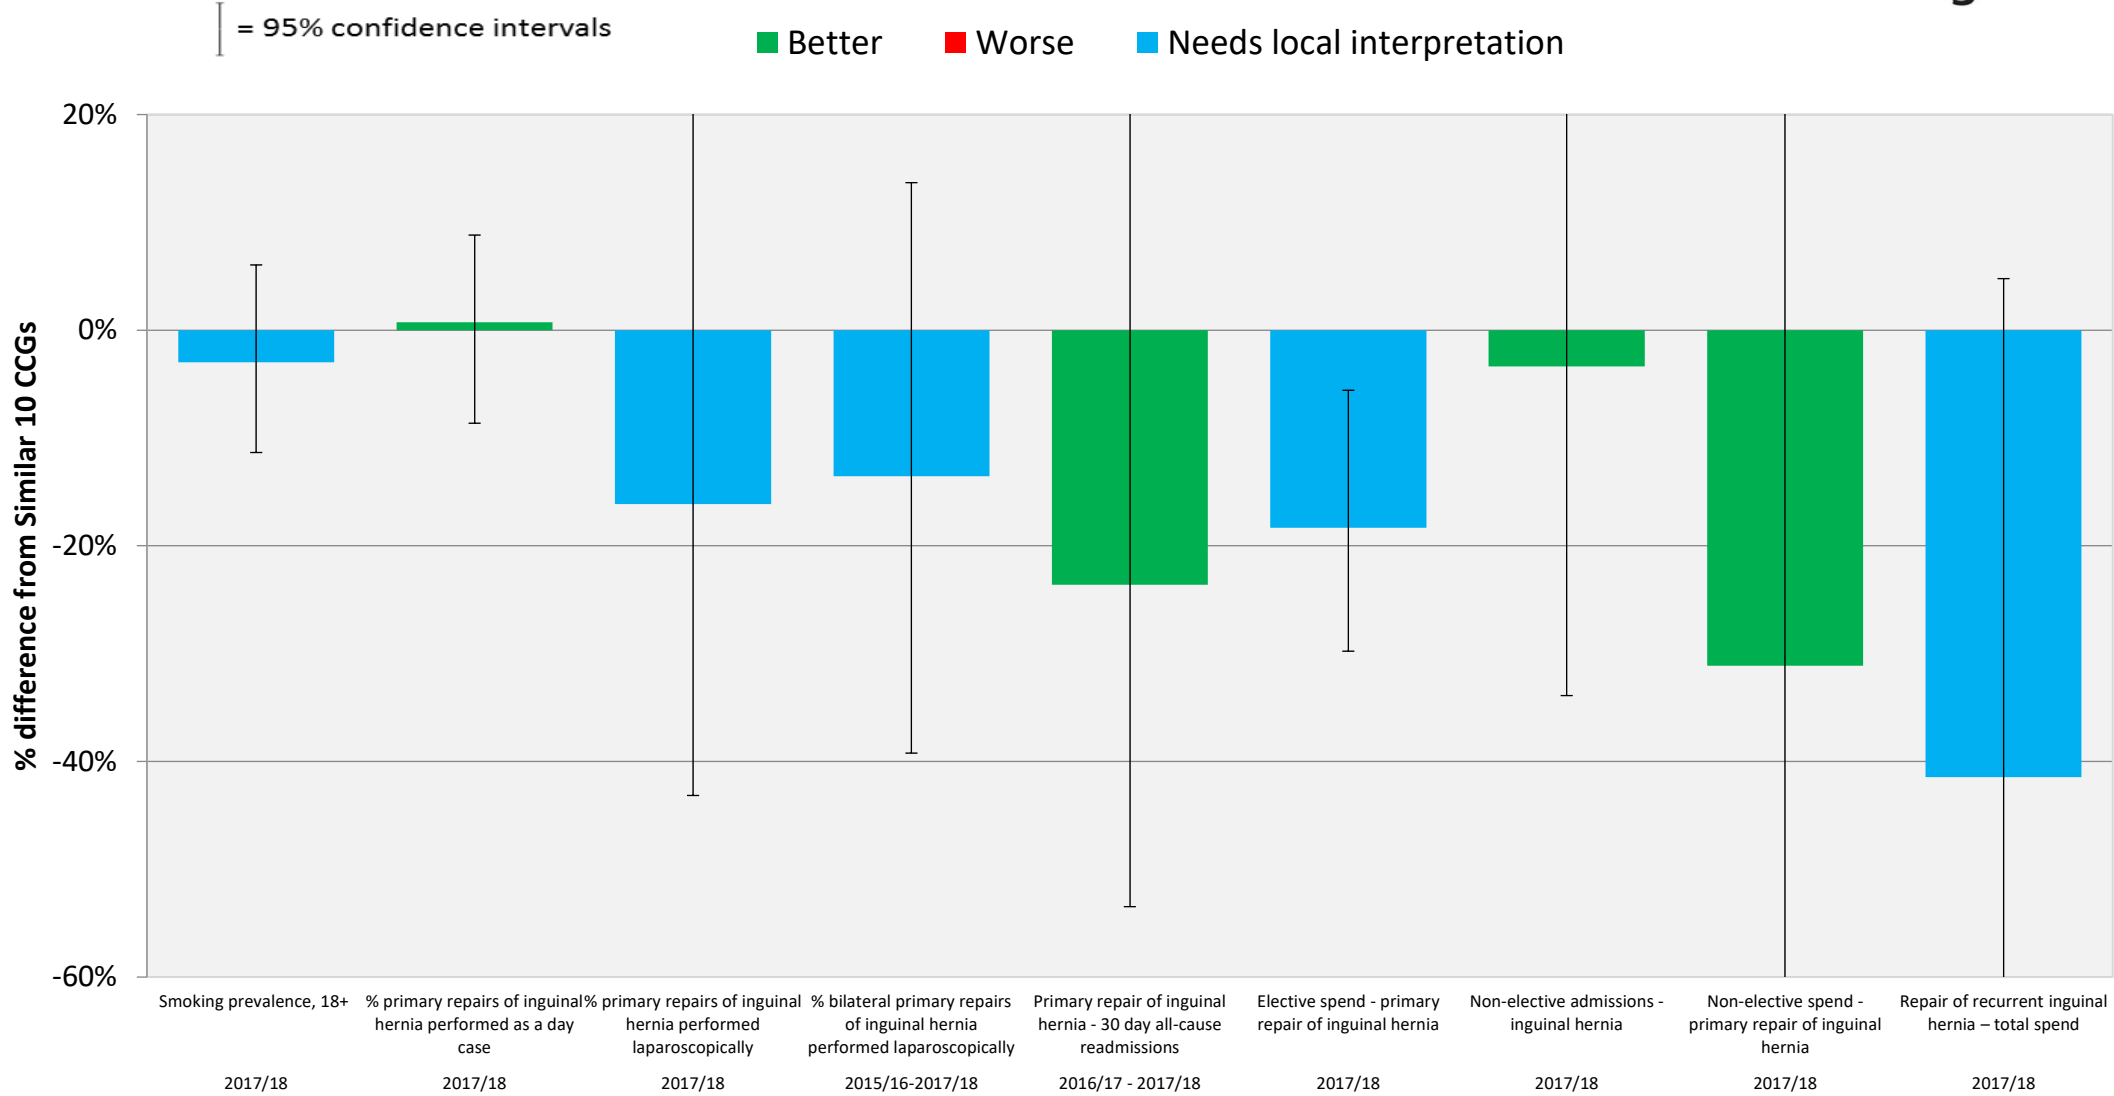 = 95% confidence intervals
Better
Worse
Needs local interpretation
% difference from Similar 10 CCGs
20%
0%
-20%
-40%
-60%
Smoking prevalence, 18+
2017/18
% primary repairs of inguinal
hernia performed as a day
case
2017/18
% primary repairs of inguinal
hernia performed
laparoscopically
2017/18
% bilateral primary repairs
of inguinal hernia
performed laparoscopically
2015/16-2017/18
Primary repair of inguinal
hernia - 30 day all-cause
readmissions
2016/17 - 2017/18
Elective spend - primary
repair of inguinal hernia
2017/18
Non-elective admissions -
inguinal hernia
2017/18
Non-elective spend -
primary repair of inguinal
hernia
2017/18
Repair of recurrent inguinal
hernia – total spend
2017/18